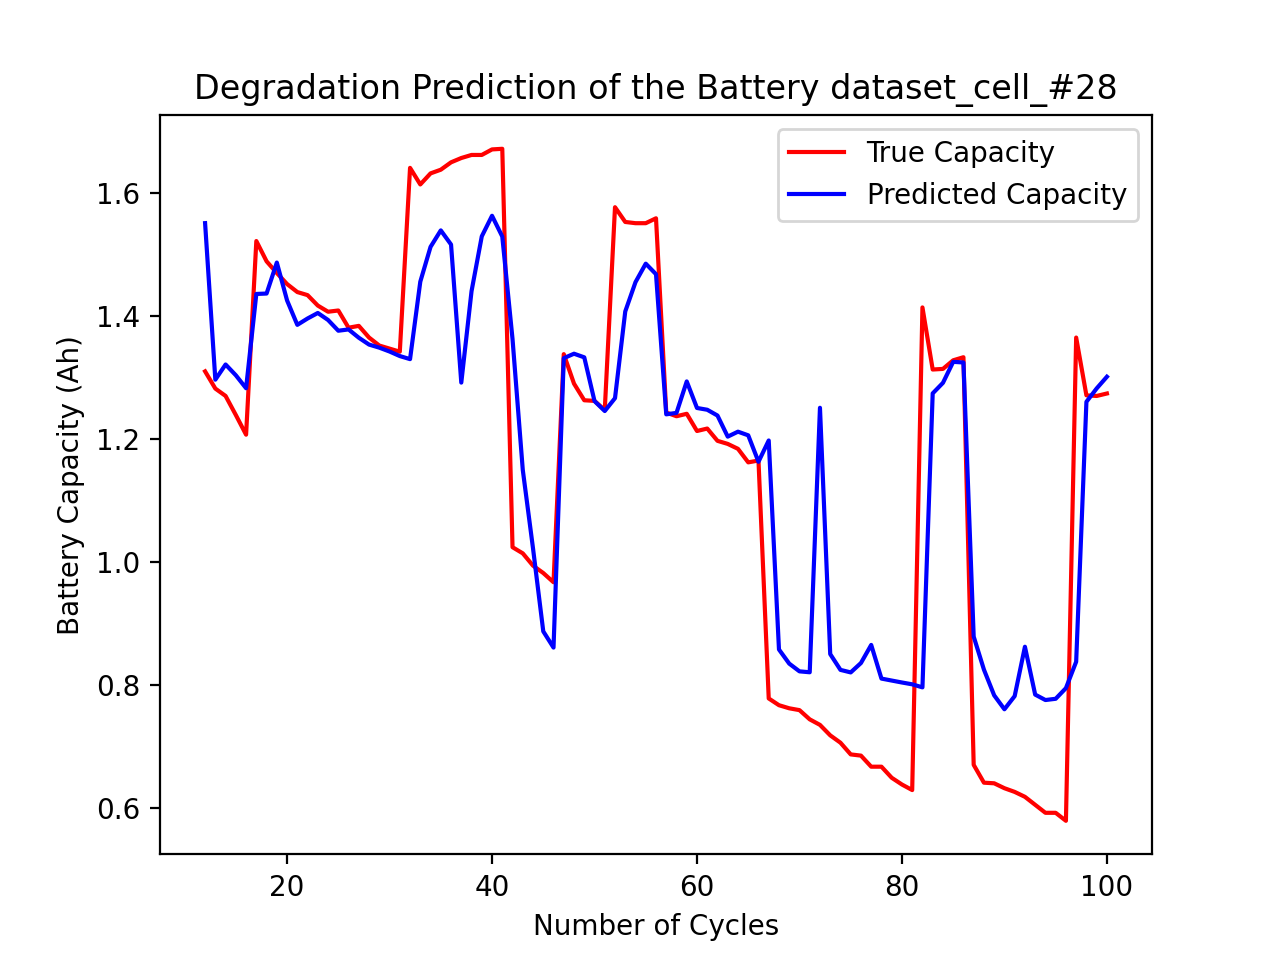 Degradation Prediction of the Battery dataset_cell_#28
True Capacity
Predicted Capacity
Battery Capacity (Ah)
1.6
1.4
1.2
1.0
0.8
0.6
20 40 60 80 100
Number of Cycles